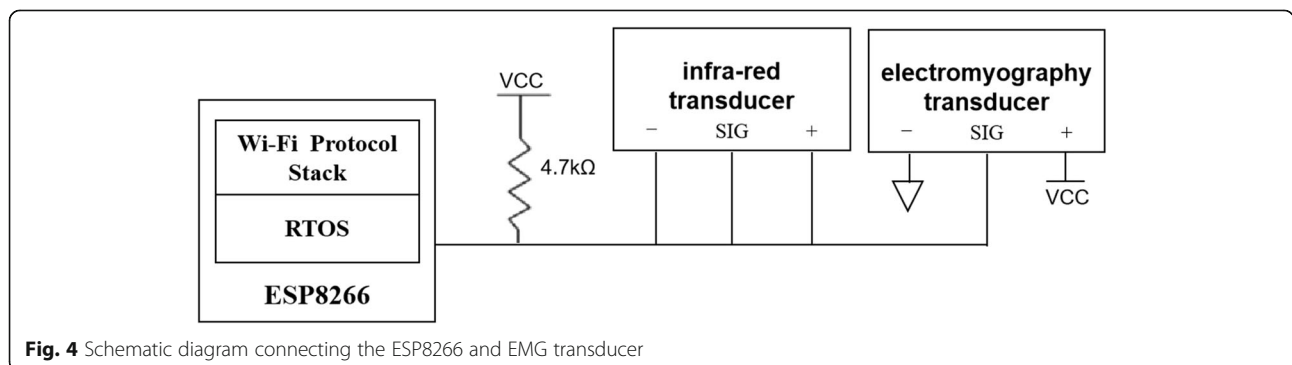 VCC
infra-red
transducer
− SIG +
electromyography
transducer
− SIG +
Wi-Fi Protocol
Stack
RTOS
ESP8266
4.7kΩ
VCC
Fig. 4 Schematic diagram connecting the ESP8266 and EMG transducer